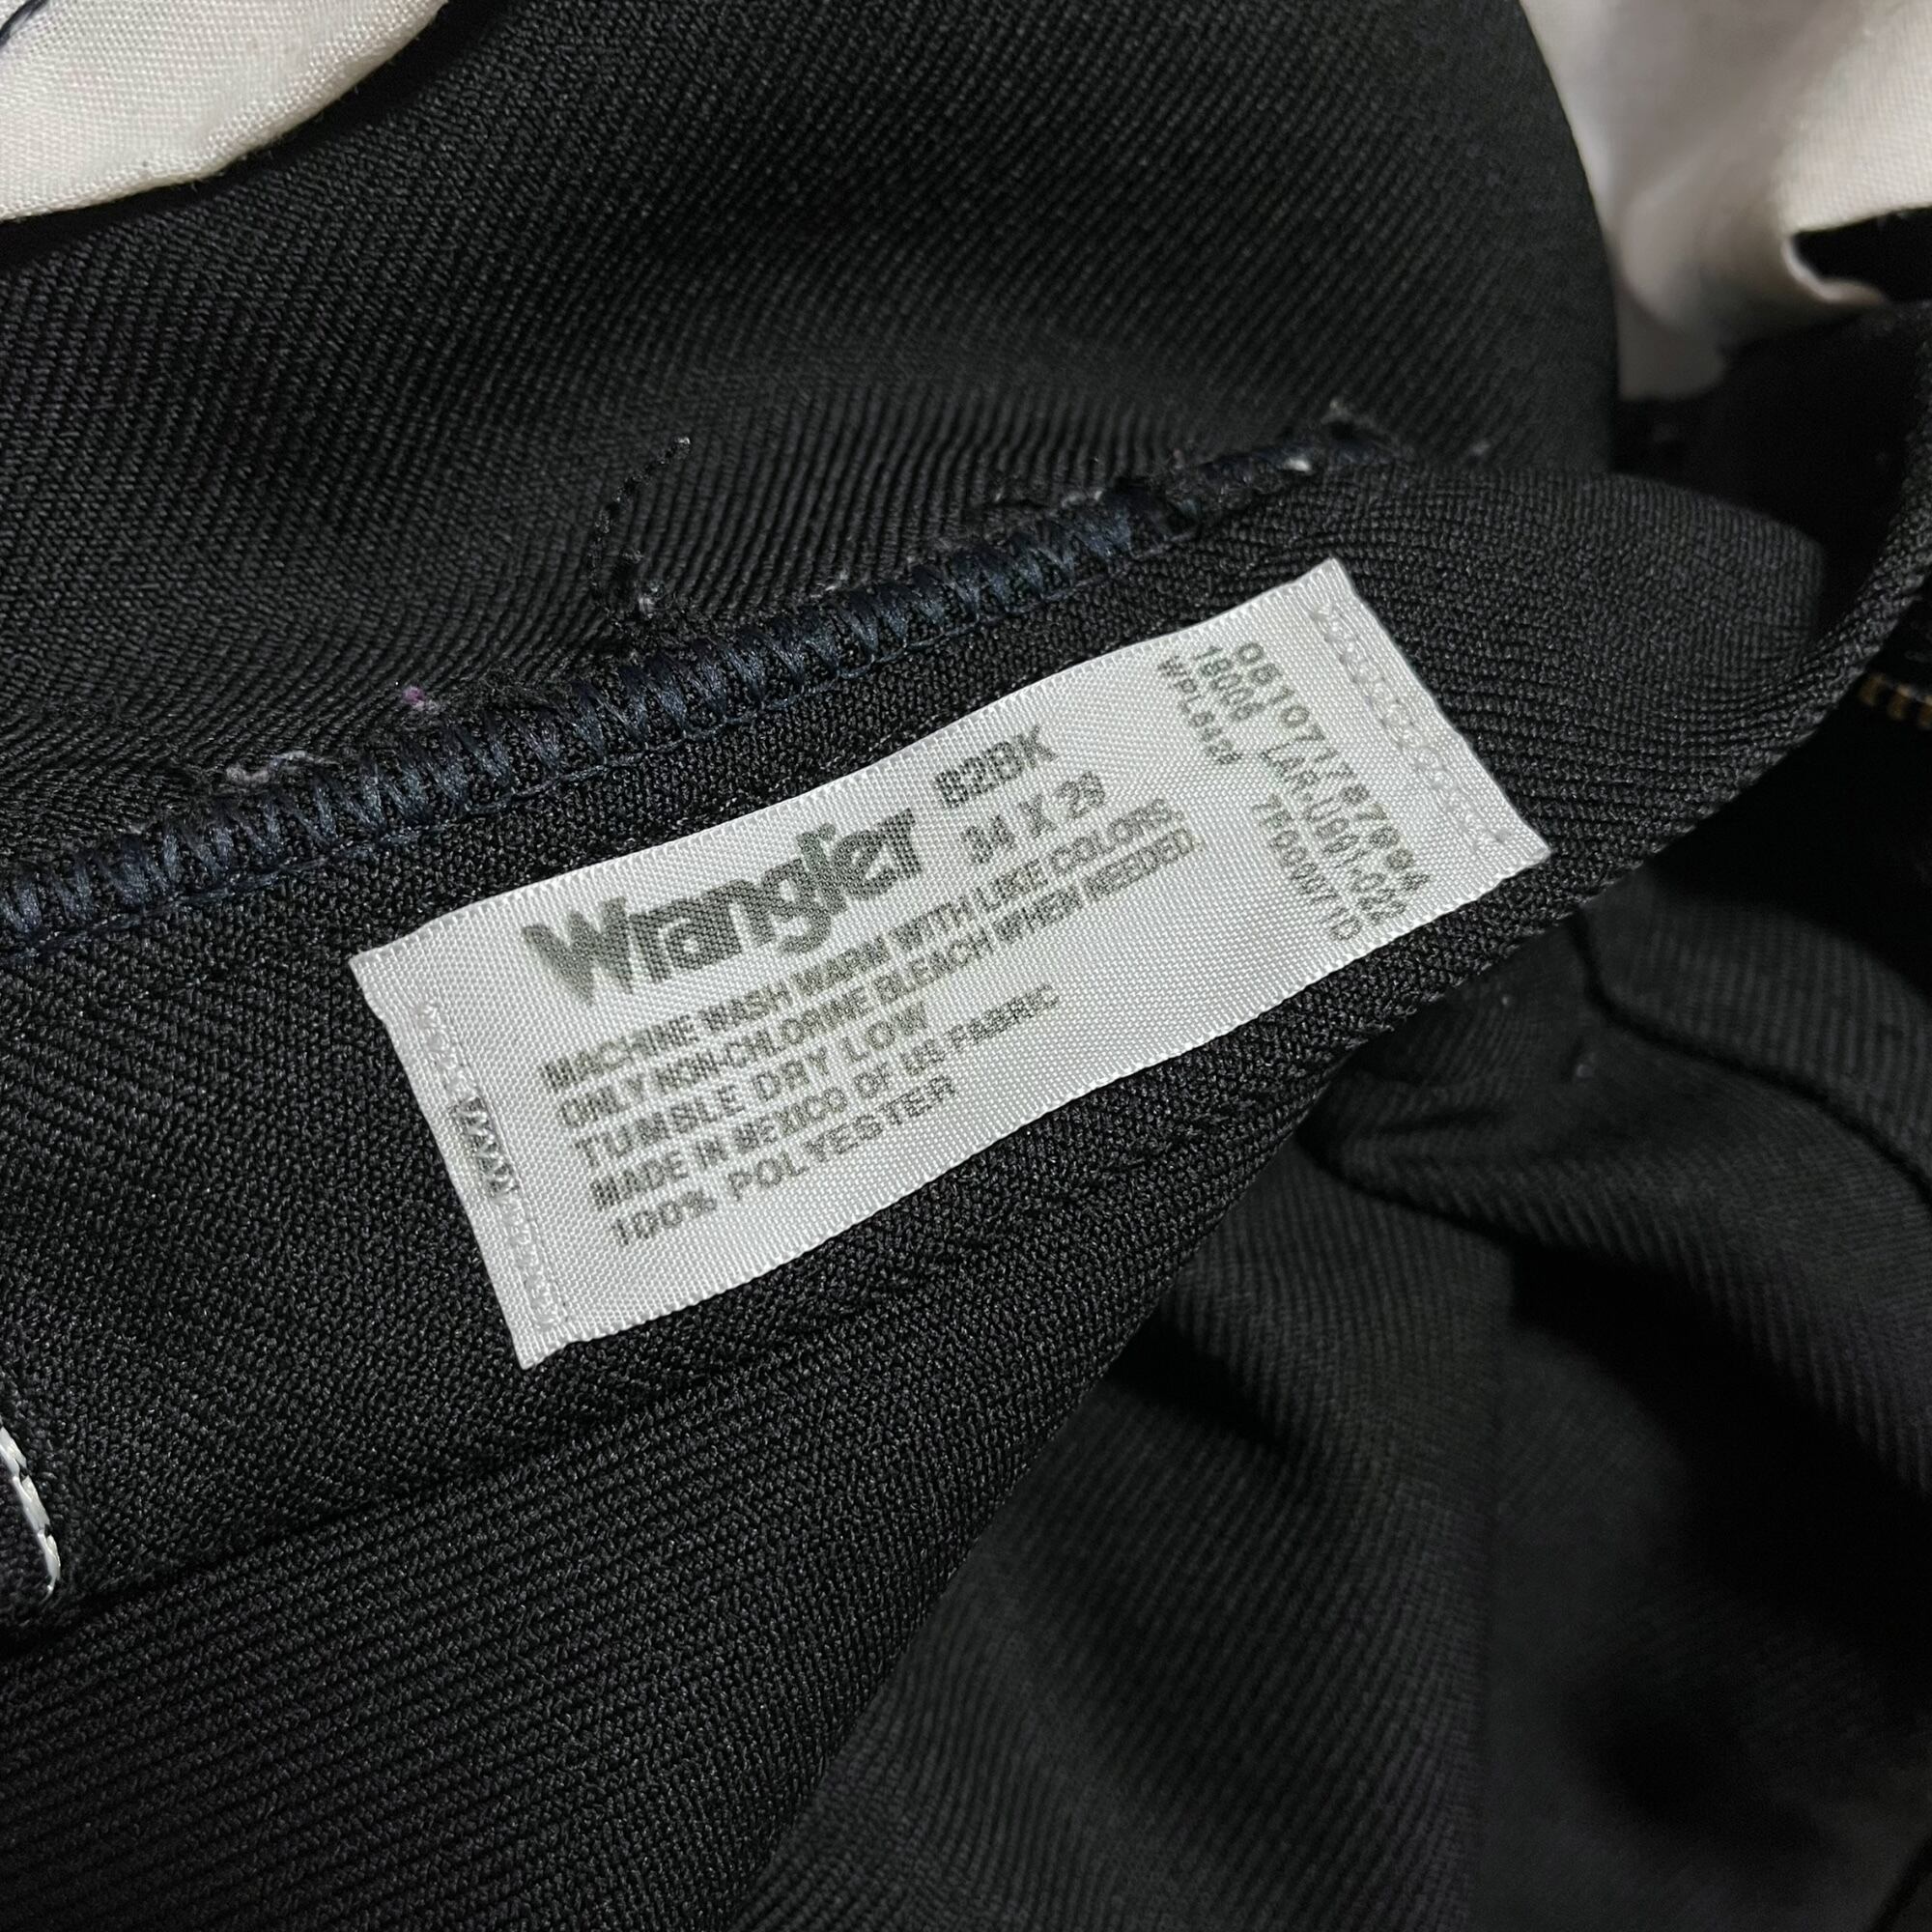 Wrangler 82BK
34 X
MACHINE WASH WARM WITH LIKE COLORS
ONLY NON-CHLORINE BLEACH WHEN NEEDED
TUMBLE DRY LOW
MADE IN MEXICO OF US FABRIC
100% POLYESTER